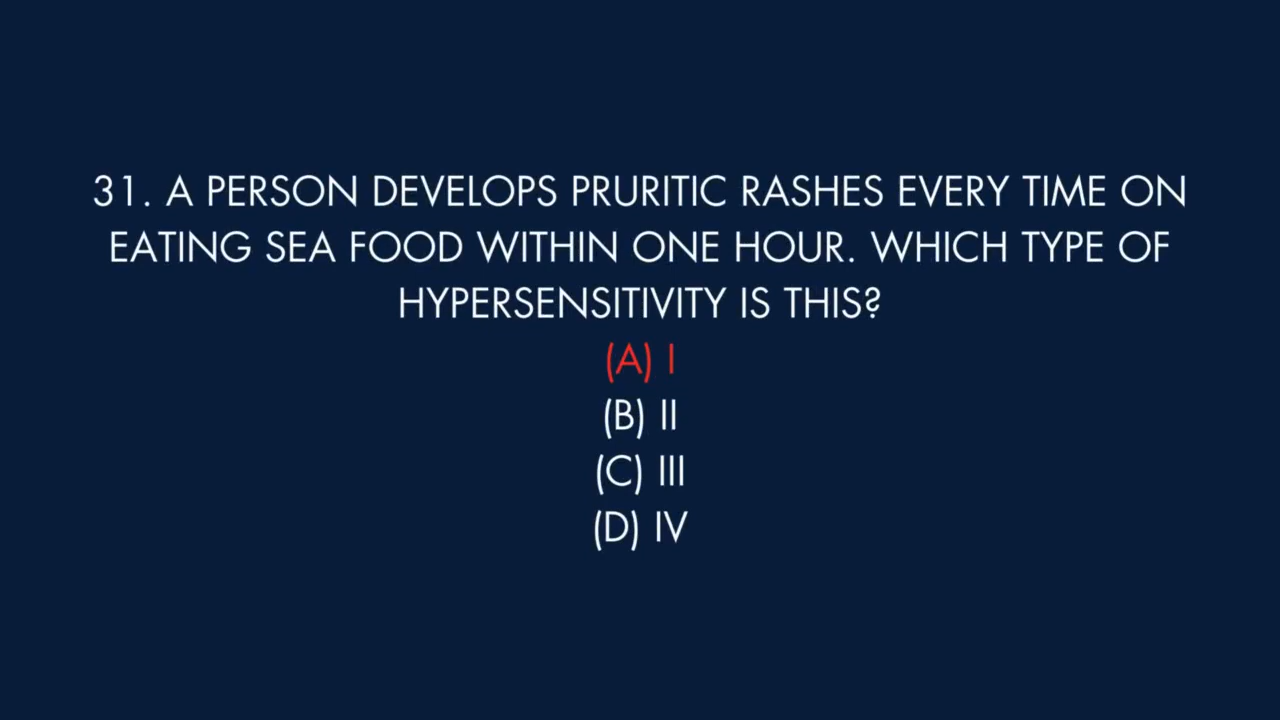 31. A PERSON DEVELOPS PRURITIC RASHES EVERY TIME ON
EATING SEA FOOD WITHIN ONE HOUR. WHICH TYPE OF
HYPERSENSITIVITY IS THIS?
(A) I
(B) II
(C) III
(D) IV